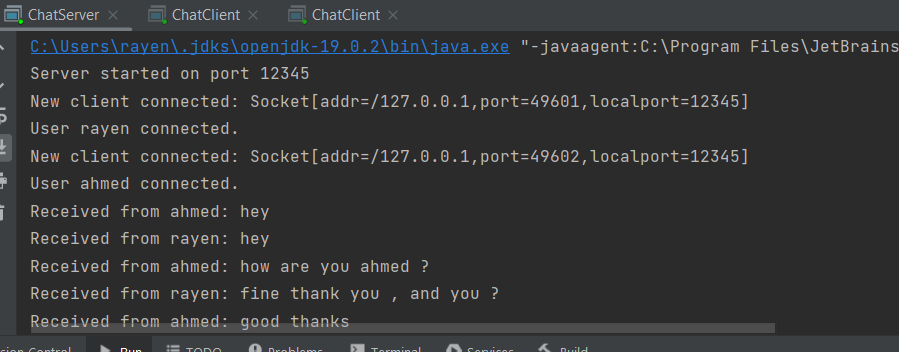 ChatServer ChatClient ChatClient
C:\Users\rayen\.jdks\openjdk-19.0.2\bin\java.exe "-javaagent:C:\Program Files\JetBrains
Server started on port 12345
New client connected: Socket[addr=/127.0.0.1,port=49601,localport=12345]
User rayen connected.
New client connected: Socket[addr=/127.0.0.1,port=49602,localport=12345]
User ahmed connected.
Received from ahmed: hey
Received from rayen: hey
Received from ahmed: how are you ahmed ?
Received from rayen: fine thank you , and you ?
Received from ahmed: good thanks
sion Control Run TODO Problems Terminal Services Build